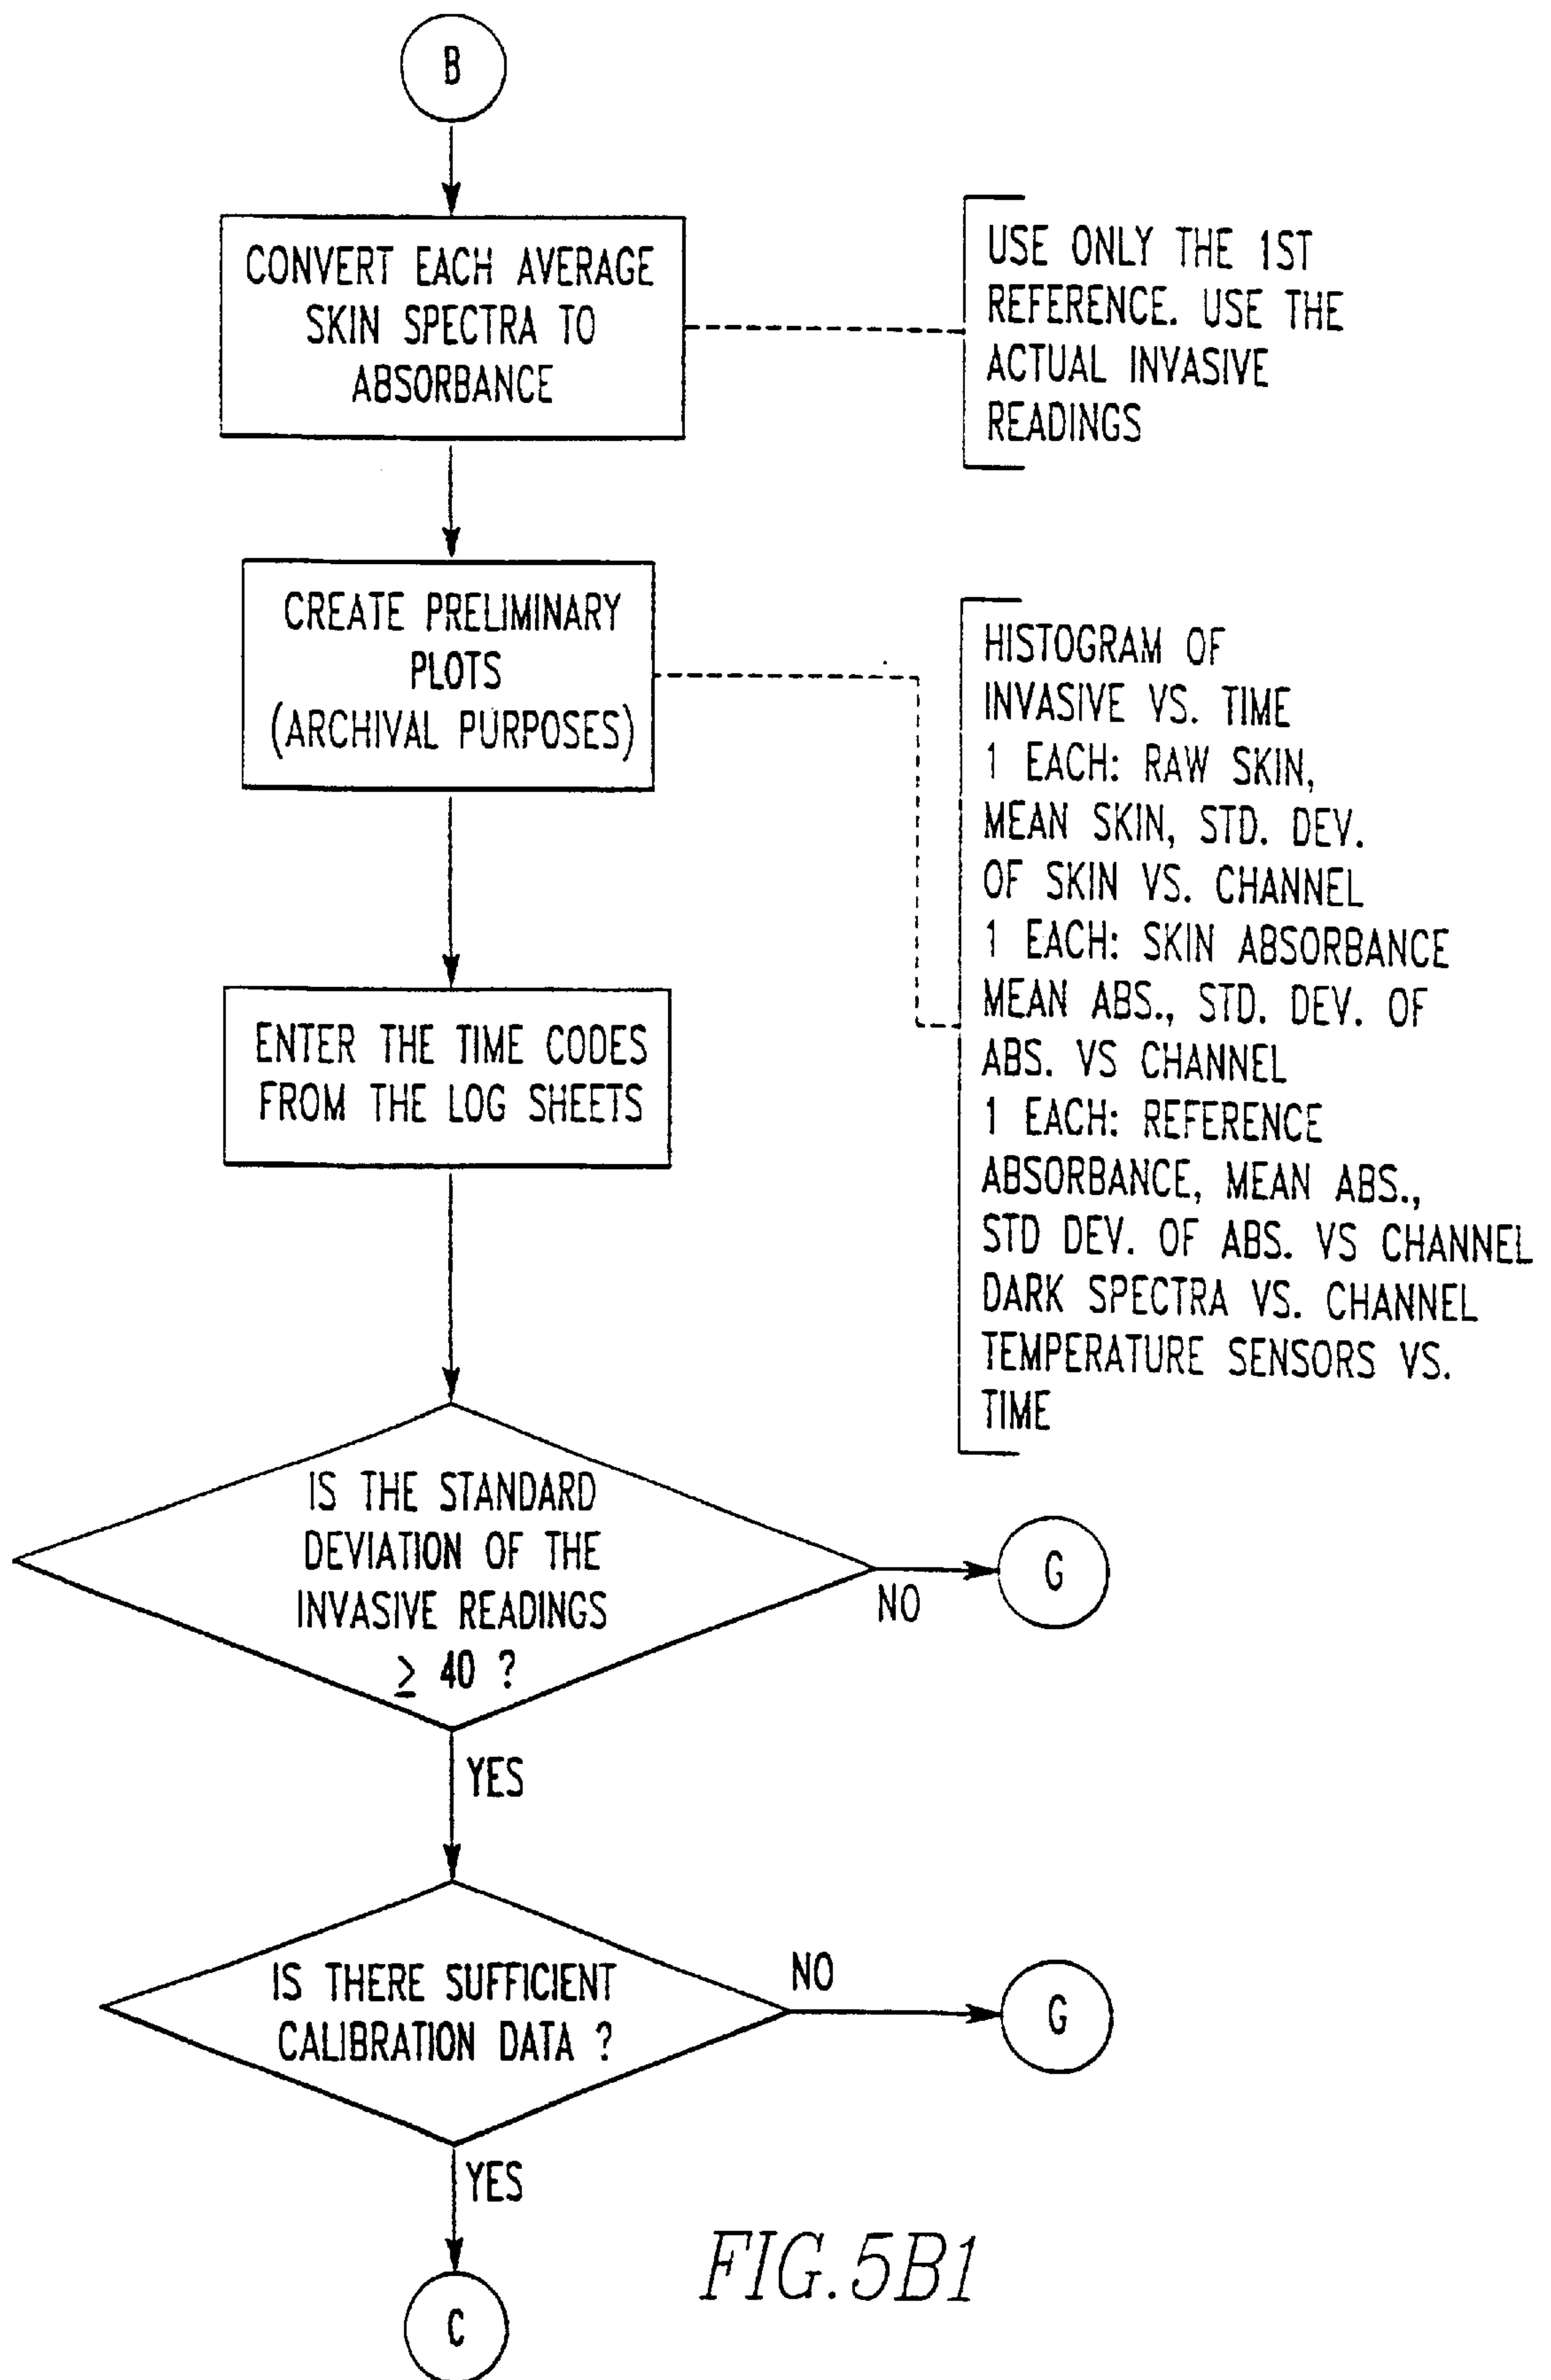 B
CONVERT EACH AVERAGE
SKIN SPECTRA TO
ABSORBANCE
USE ONLY THE 1ST
REFERENCE. USE THE
ACTUAL INVASIVE
READINGS
CREATE PRELIMINARY
PLOTS
(ARCHIVAL PURPOSES)
HISTOGRAM OF
INVASIVE VS. TIME
1 EACH: RAW SKIN,
MEAN SKIN, STD. DEV.
OF SKIN VS. CHANNEL
1 EACH: SKIN ABSORBANCE
MEAN ABS., STD. DEV. OF
ABS. VS CHANNEL
1 EACH: REFERENCE
ABSORBANCE, MEAN ABS.,
STD DEV. OF ABS. VS CHANNEL
DARK SPECTRA VS. CHANNEL
TEMPERATURE SENSORS VS.
TIME
ENTER THE TIME CODES
FROM THE LOG SHEETS
IS THE STANDARD
DEVIATION OF THE
INVASIVE READINGS
≥ 40 ?
NO
G
YES
IS THERE SUFFICIENT
CALIBRATION DATA ?
NO
G
YES
C
FIG.5B1